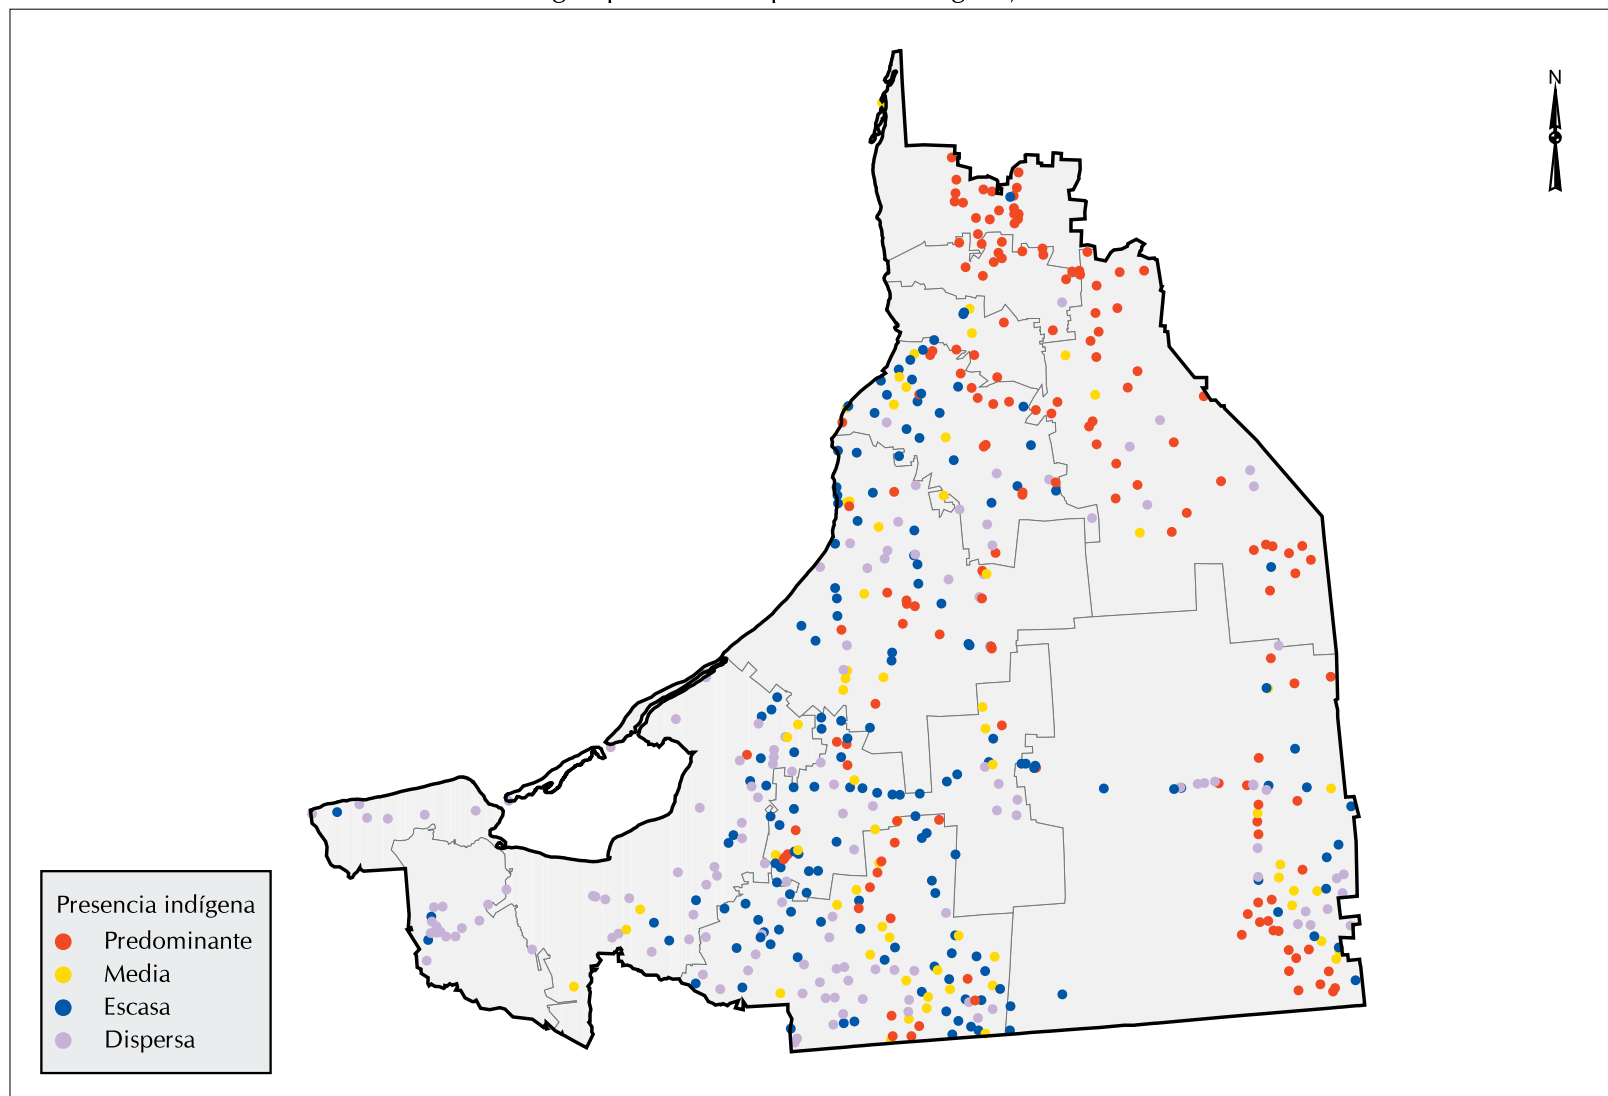 N
Presencia indígena
Predominante
Media
Escasa
Dispersa